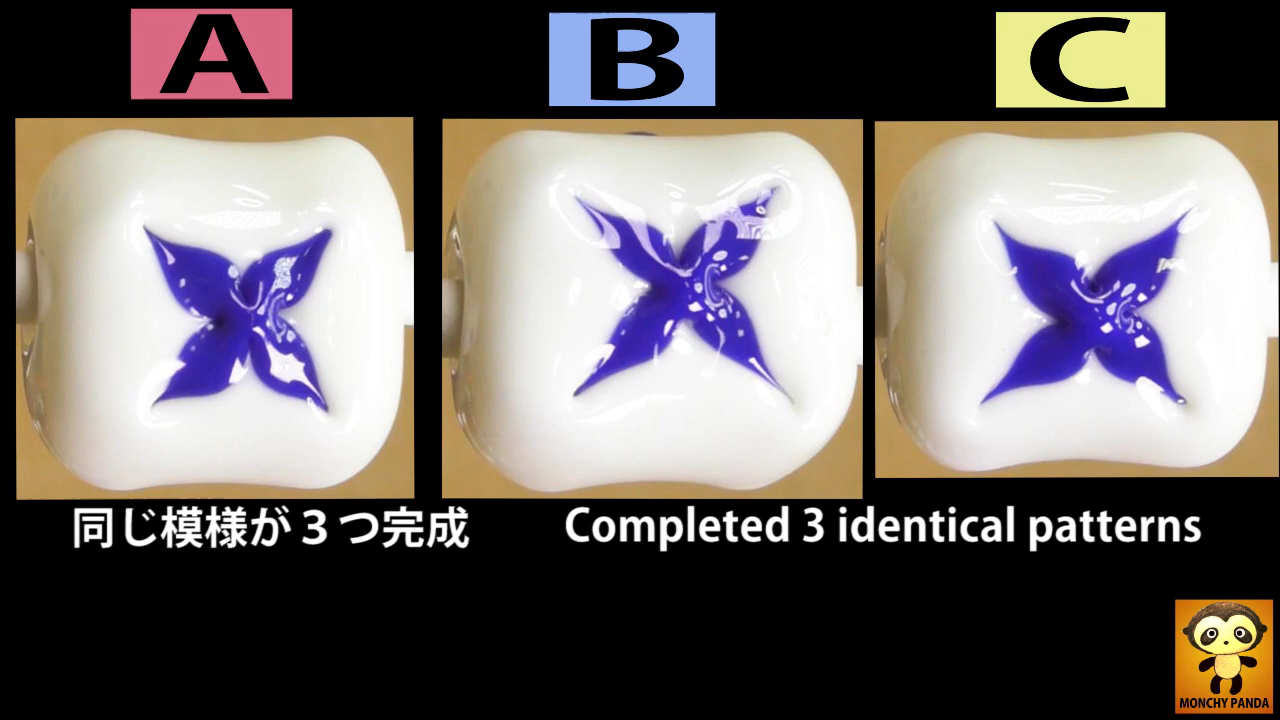 A
B
C
同じ模様が３つ完成
Completed 3 identical patterns
MONCHY PANDA